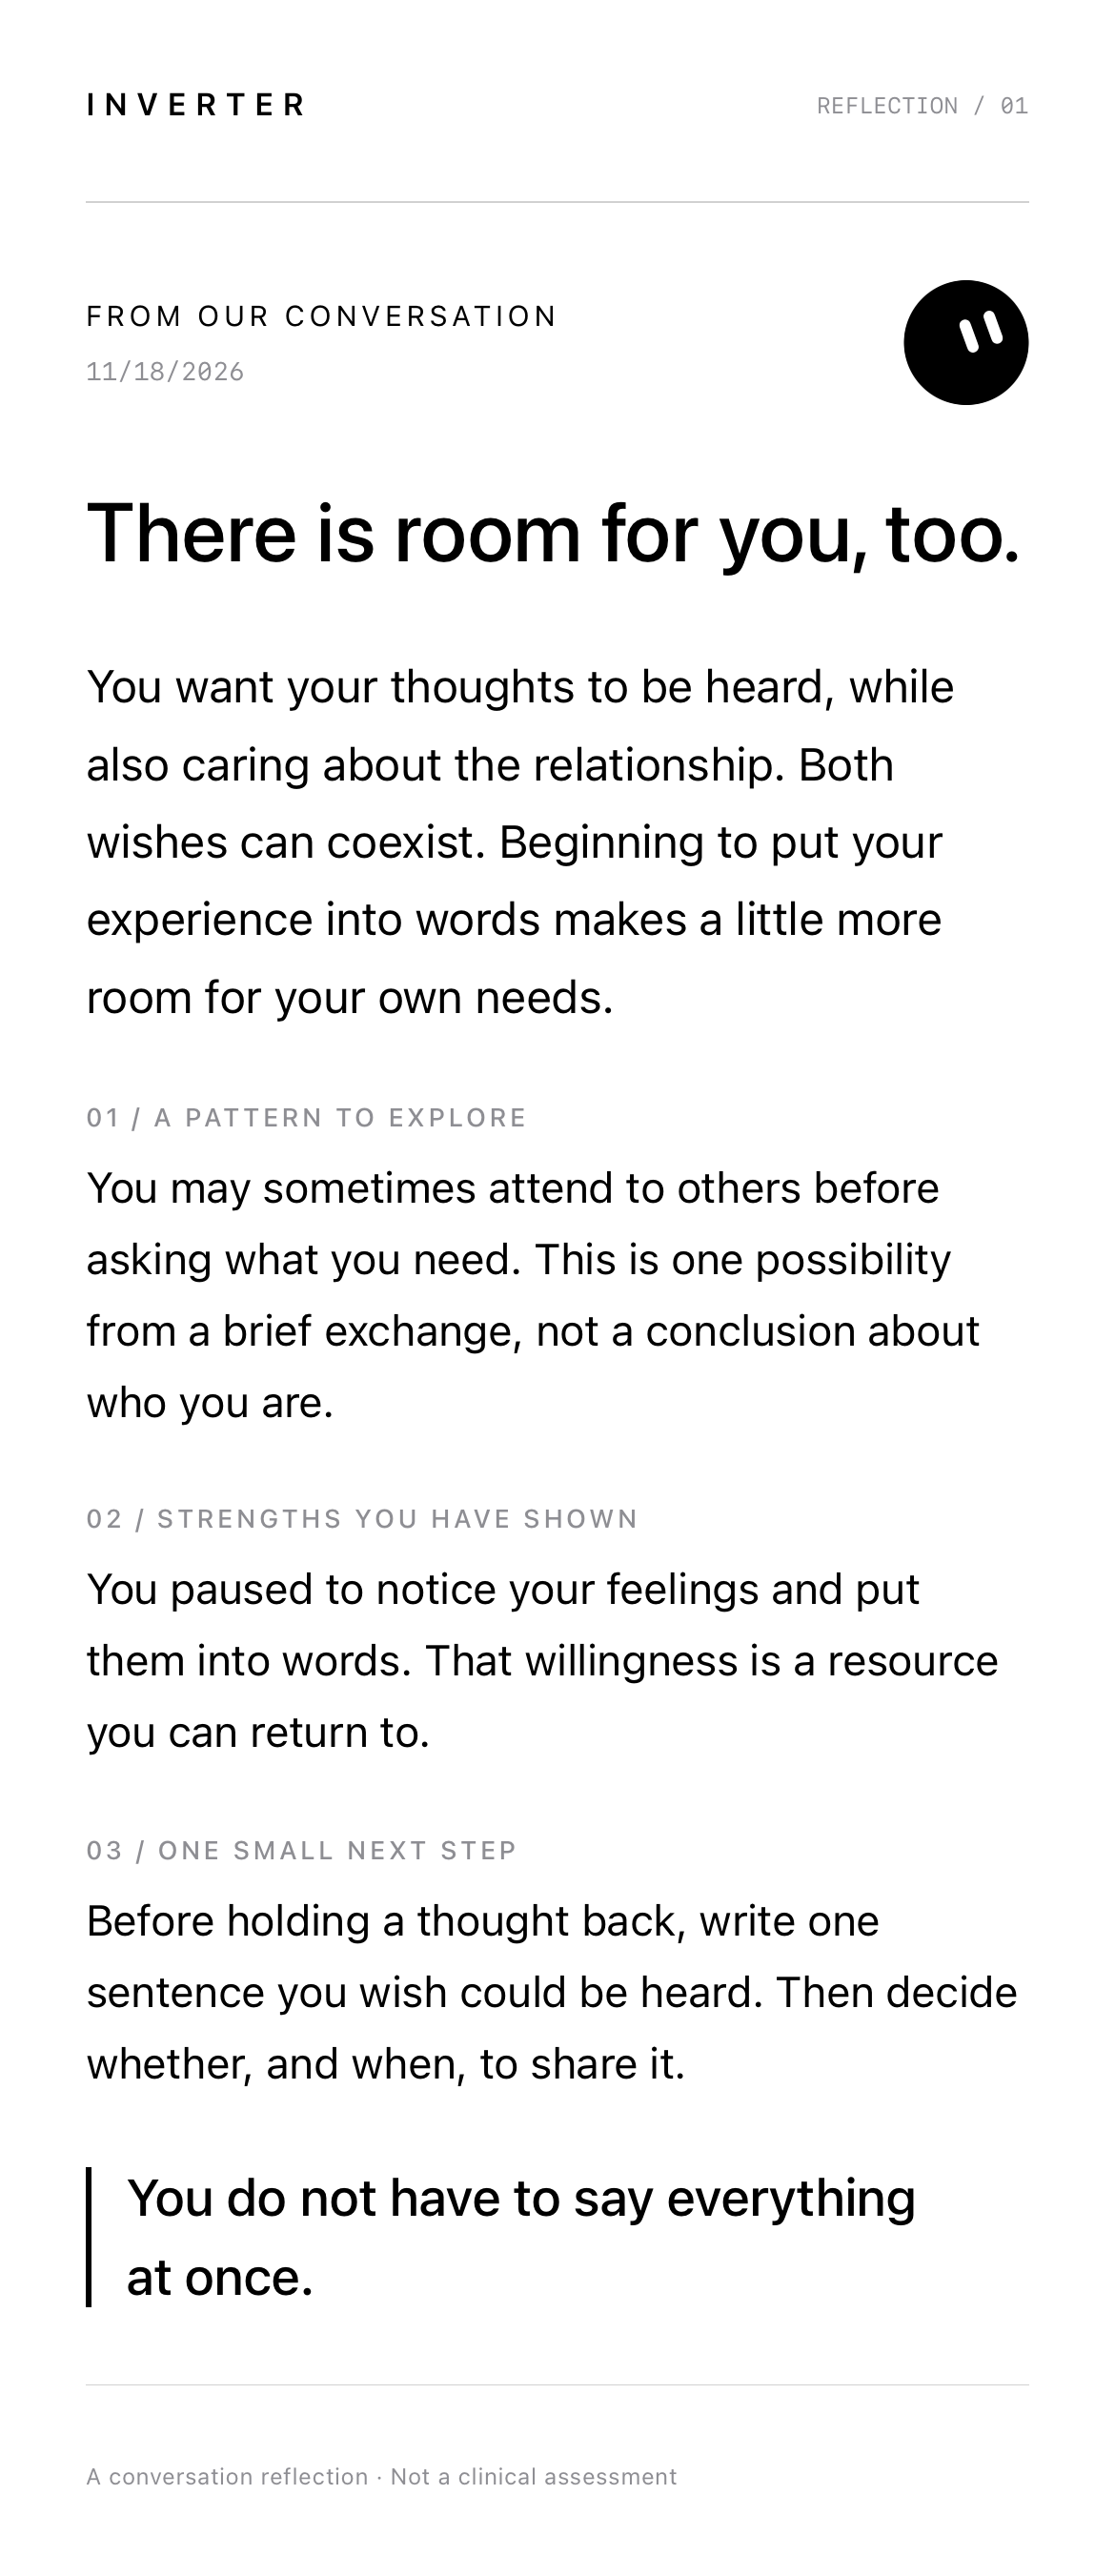 INVERTER
REFLECTION / 01
FROM OUR CONVERSATION
11/18/2026
There is room for you, too.
You want your thoughts to be heard, while
also caring about the relationship. Both
wishes can coexist. Beginning to put your
experience into words makes a little more
room for your own needs.
01 / A PATTERN TO EXPLORE
You may sometimes attend to others before
asking what you need. This is one possibility
from a brief exchange, not a conclusion about
who you are.
02 / STRENGTHS YOU HAVE SHOWN
You paused to notice your feelings and put
them into words. That willingness is a resource
you can return to.
03 / ONE SMALL NEXT STEP
Before holding a thought back, write one
sentence you wish could be heard. Then decide
whether, and when, to share it.
You do not have to say everything
at once.
A conversation reflection · Not a clinical assessment